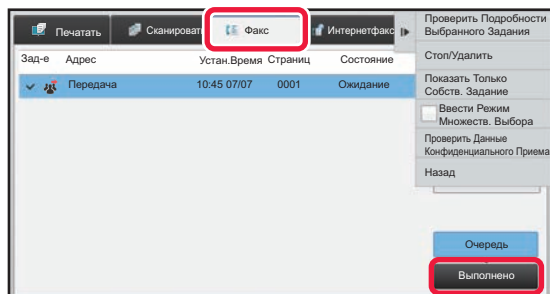 Печатать
Сканироват
Факс
Интернетфакс
Зад-е Адрес Устан.Время Страниц Состояние
Передача 10:45 07/07 0001 Ожидание
Проверить Подробности
Выбранного Задания
Стоп/Удалить
Показать Только
Собств. Задание
Ввести Режим
Множеств. Выбора
Проверить Данные
Конфиденциального Приема
Назад
Очередь
Выполнено